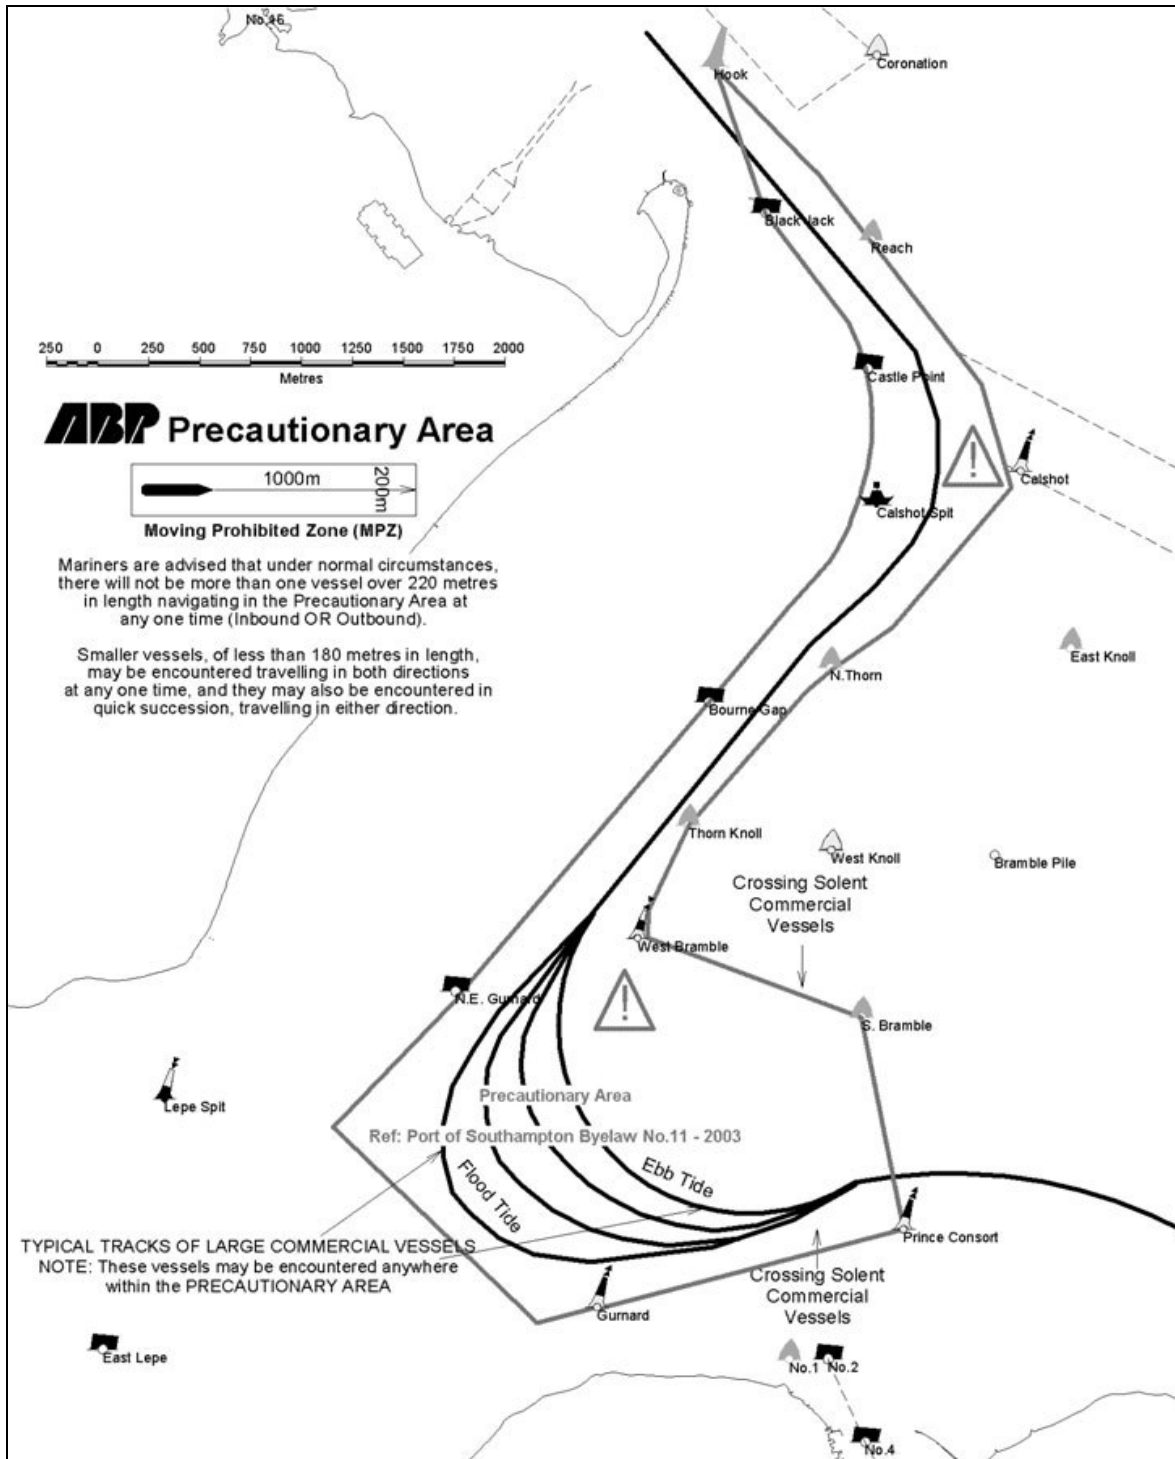 No.46
Hook
Coronation
Black Jack
Reach
250 0 250 500 750 1000 1250 1500 1750 2000
Metres
Castle Point
ABP Precautionary Area
1000m
200m
Calshot
Calshot Spit
Moving Prohibited Zone (MPZ)
Mariners are advised that under normal circumstances,
there will not be more than one vessel over 220 metres
in length navigating in the Precautionary Area at
any one time (Inbound OR Outbound).
Smaller vessels, of less than 180 metres in length,
may be encountered travelling in both directions
at any one time, and they may also be encountered in
quick succession, travelling in either direction.
East Knoll
N.Thorn
Bourne Gap
Thorn Knoll
West Knoll
Bramble Pile
Crossing Solent
Commercial
Vessels
West Bramble
N.E. Gurnard
S. Bramble
Lepe Spit
Precautionary Area
Ref: Port of Southampton Byelaw No.11 - 2003
Ebb Tide
Flood Tide
TYPICAL TRACKS OF LARGE COMMERCIAL VESSELS
NOTE: These vessels may be encountered anywhere
within the PRECAUTIONARY AREA
Prince Consort
Crossing Solent
Commercial
Vessels
Gurnard
East Lepe
No.1
No.2
No.4